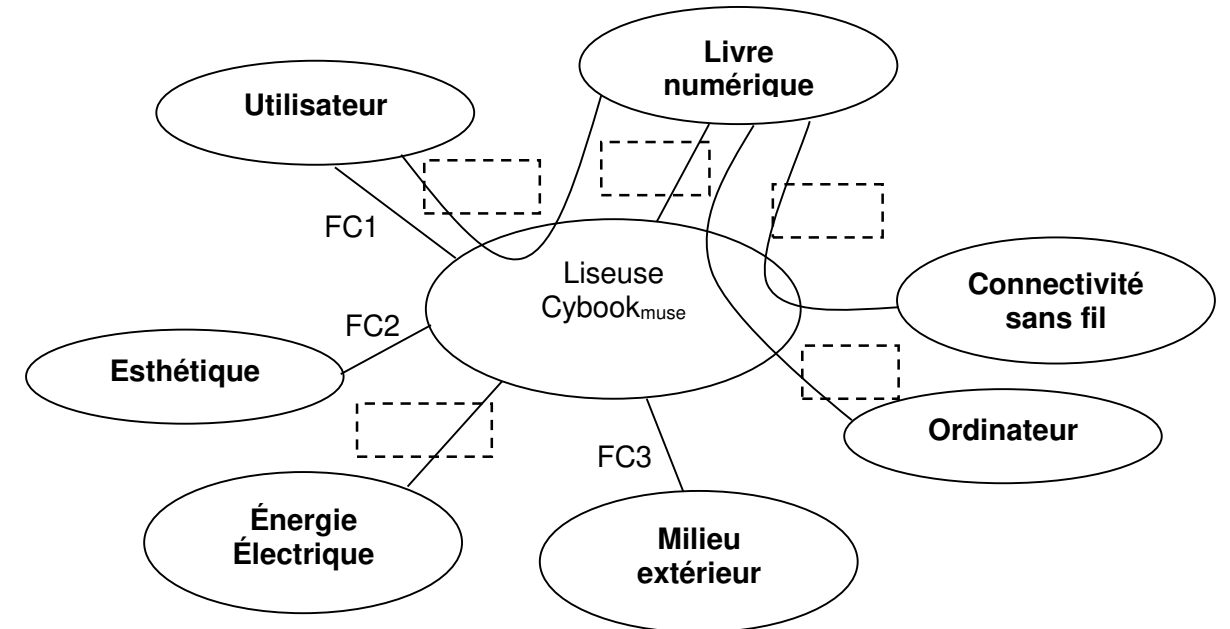 Livre
numérique
Utilisateur
FC1
Liseuse
Cybookmuse
Connectivité
sans fil
FC2
Esthétique
Ordinateur
FC3
Énergie
Électrique
Milieu
extérieur